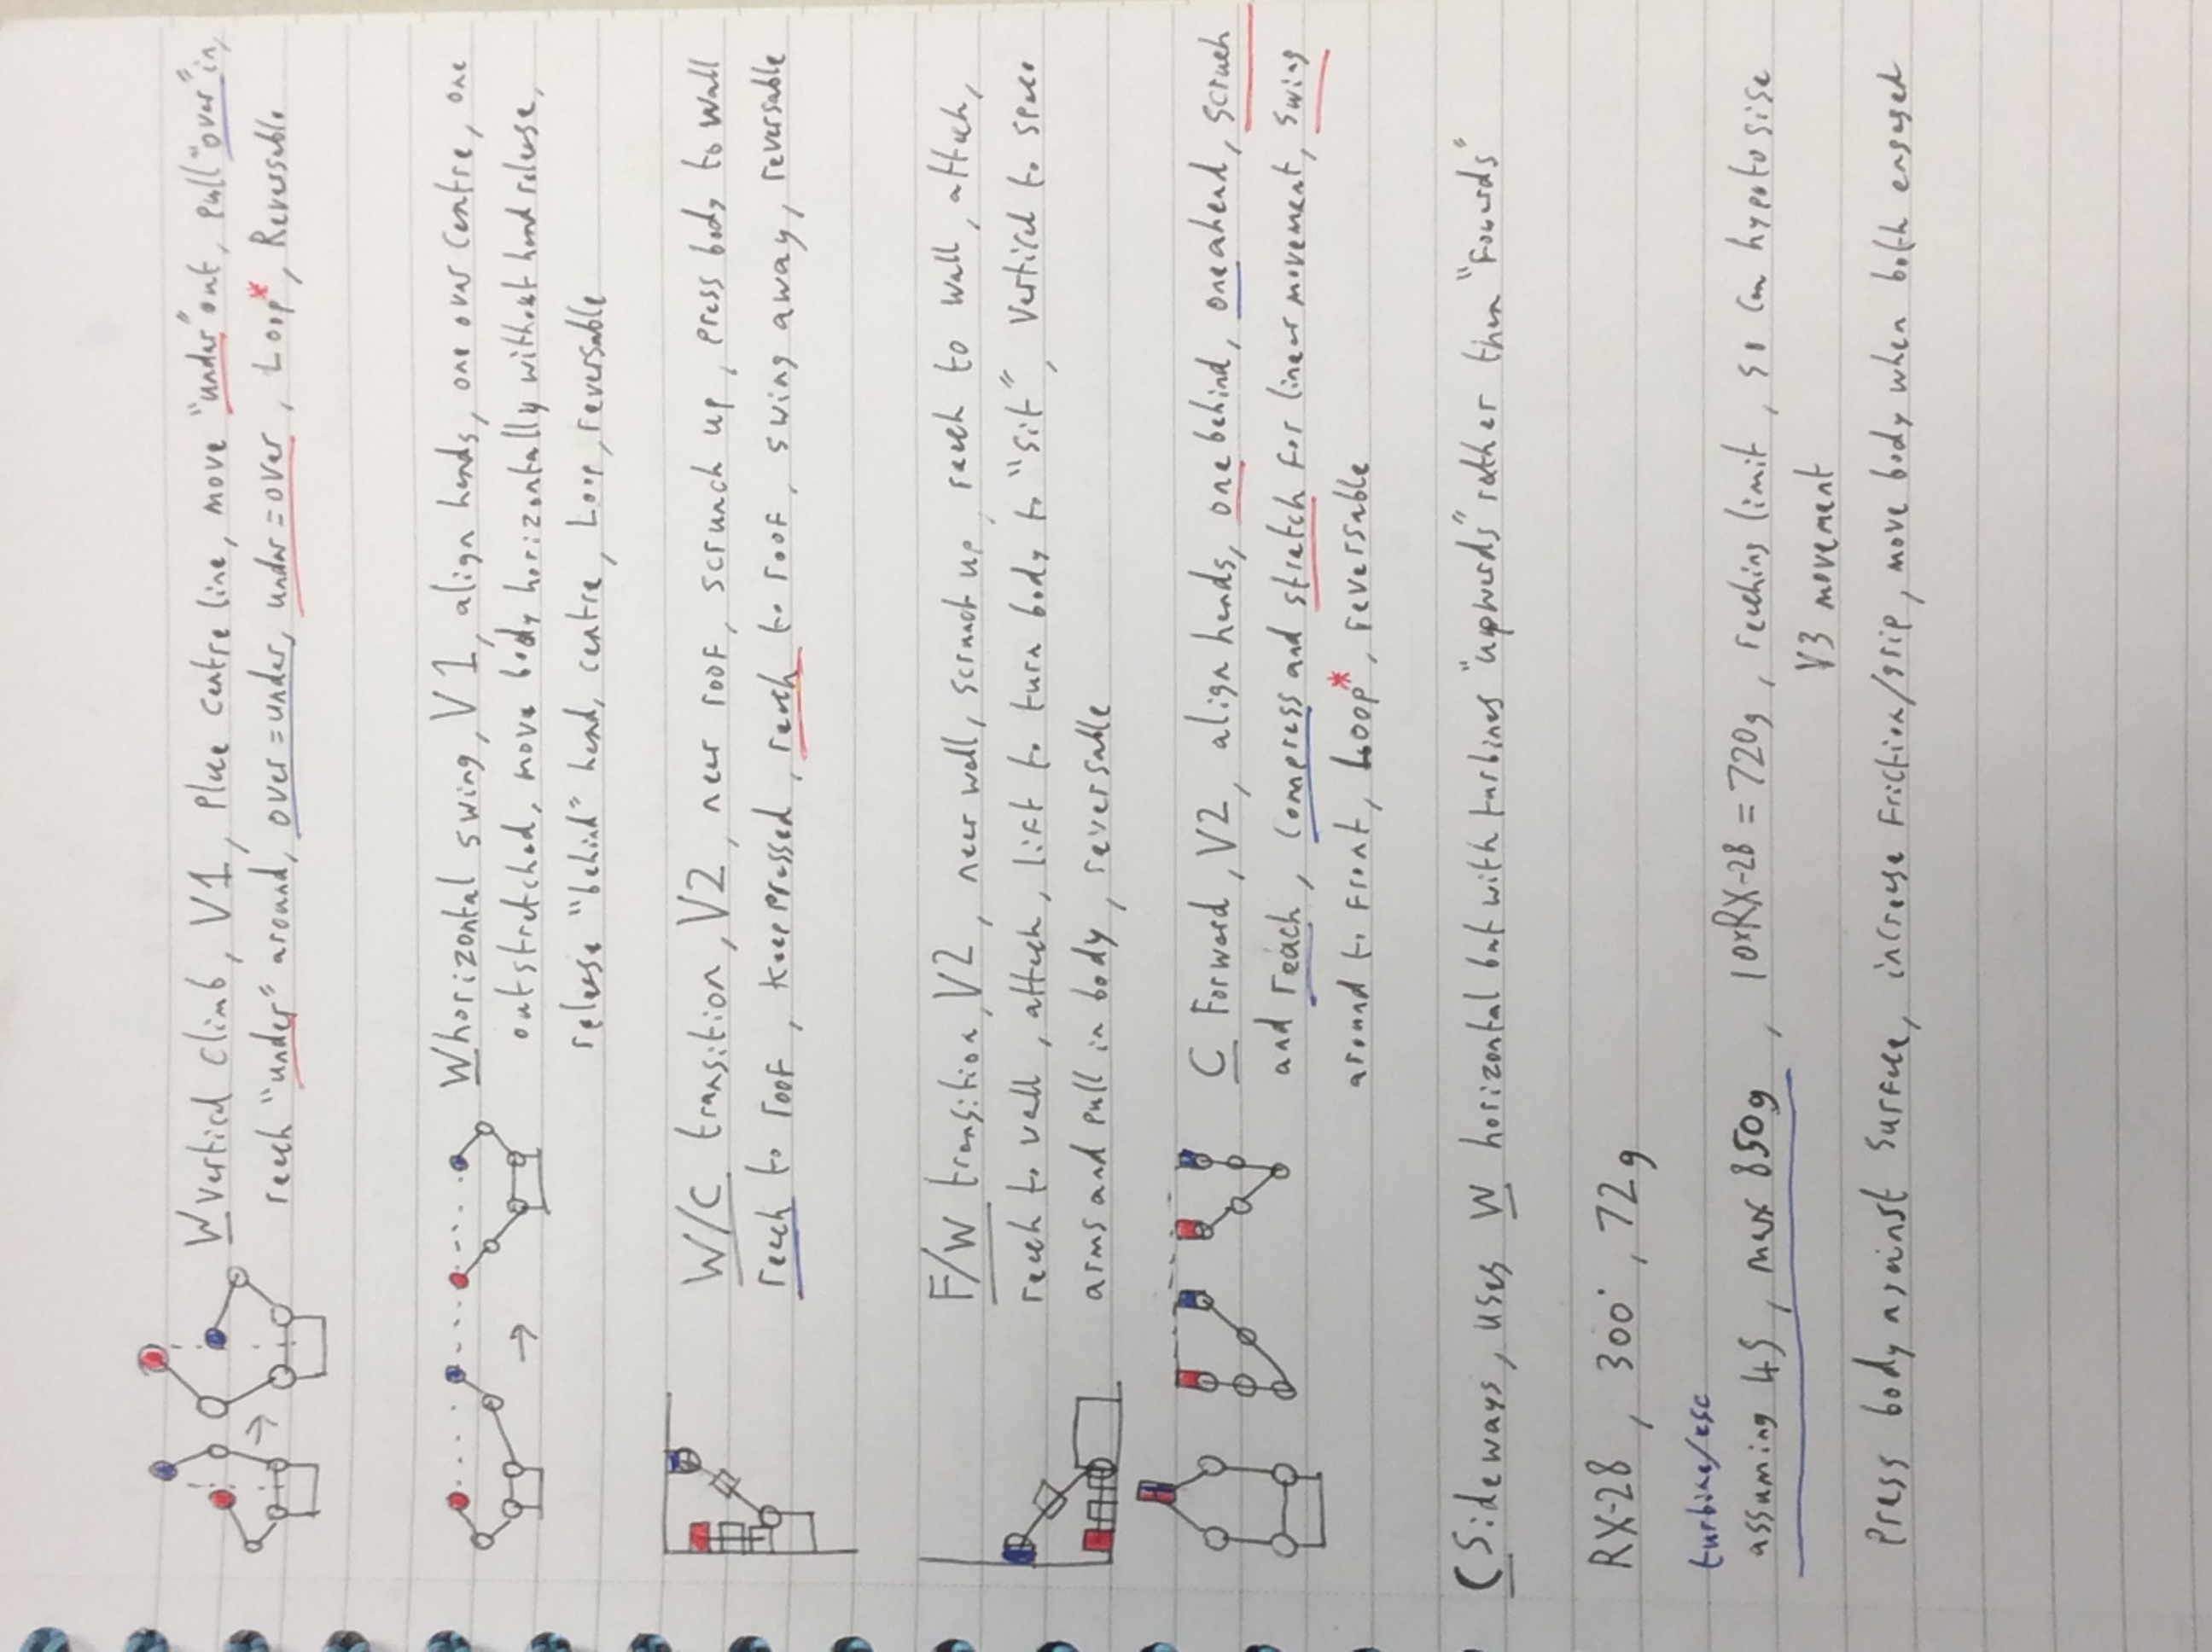 W vertical climb, V1, Place centre line, move "under" out, pull "over" in,
reach "under" around, over = under, under = over, Loop*, Reversable
W horizontal swing, V1, align hands, one over centre, one
outstretched, move body horizontally without hand release,
release "behind" hand, centre, Loop, reversable
W/C transition, V2, near roof, scrunch up, press body to wall
reach to roof, keep pressed, reach to roof, swing away, reversable
F/W transition, V2, near wall, scrunch up, reach to wall, attach,
reach to wall, attach, lift to turn body to "sit", Vertical to space
arms and pull in body, reversable
C Forward, V2, align hands, one behind, one ahead, scruch
and reach, compress and stretch for linear movement, swing
around to front, Loop*, reversable
C Sideways, uses W horizontal but with turbines "upwards" rather then "Fowards"
RX-28, 300°, 72g
turbine/esc
assuming 4S, max 850g, 10xRX-28 = 720g, reaching limit, so can hypotosise
V3 movement
Press body against surface, increase friction/grip, move body when both engaged